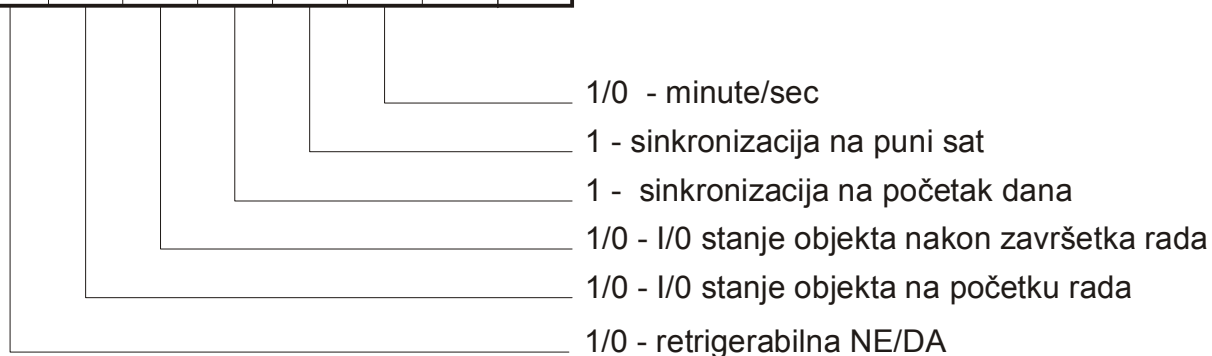 1/0 - minute/sec
1 - sinkronizacija na puni sat
1 - sinkronizacija na početak dana
1/0 - I/0 stanje objekta nakon završetka rada
1/0 - I/0 stanje objekta na početku rada
1/0 - retrigerabilna NE/DA